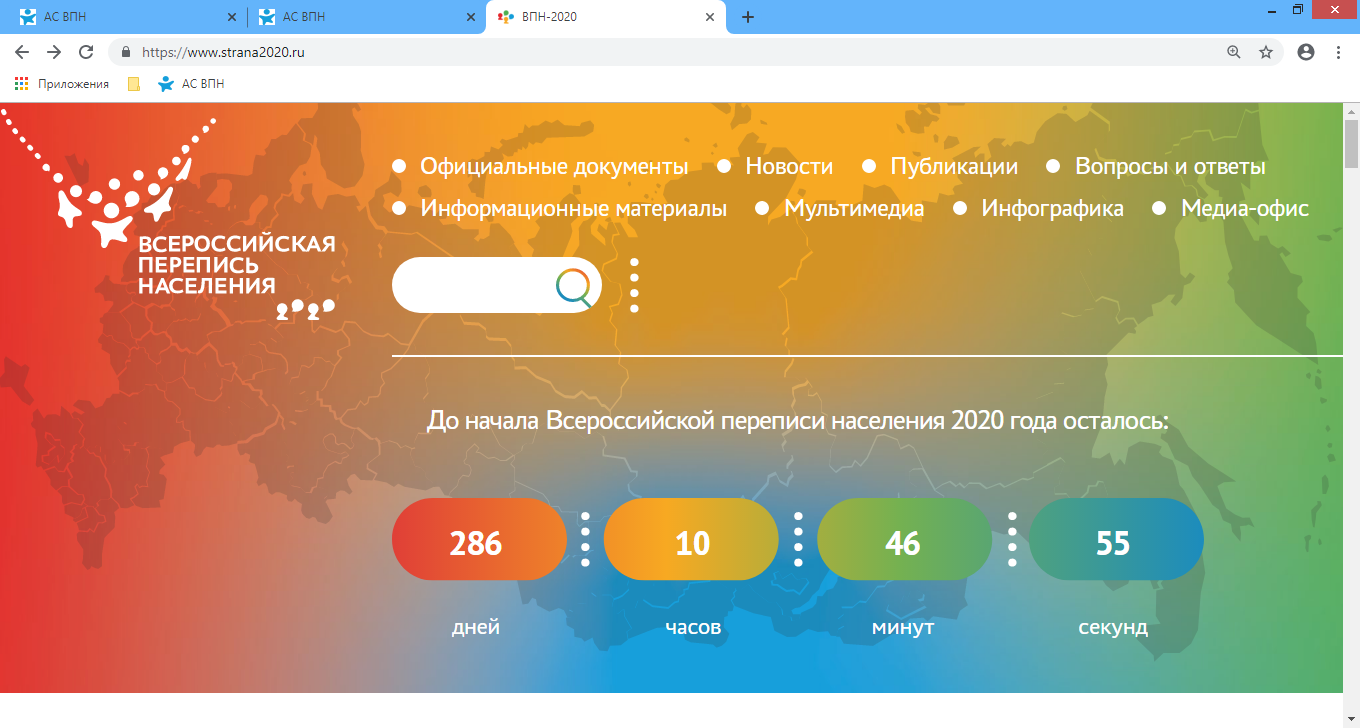 АС ВПН
АС ВПН
ВПН-2020
https://www.strana2020.ru
Приложения
АС ВПН
Официальные документы Новости Публикации Вопросы и ответы
Информационные материалы Мультимедиа Инфографика Медиа-офис
ВСЕРОССИЙСКАЯ
ПЕРЕПИСЬ
НАСЕЛЕНИЯ
До начала Всероссийской переписи населения 2020 года осталось:
286 10 46 55
дней часов минут секунд